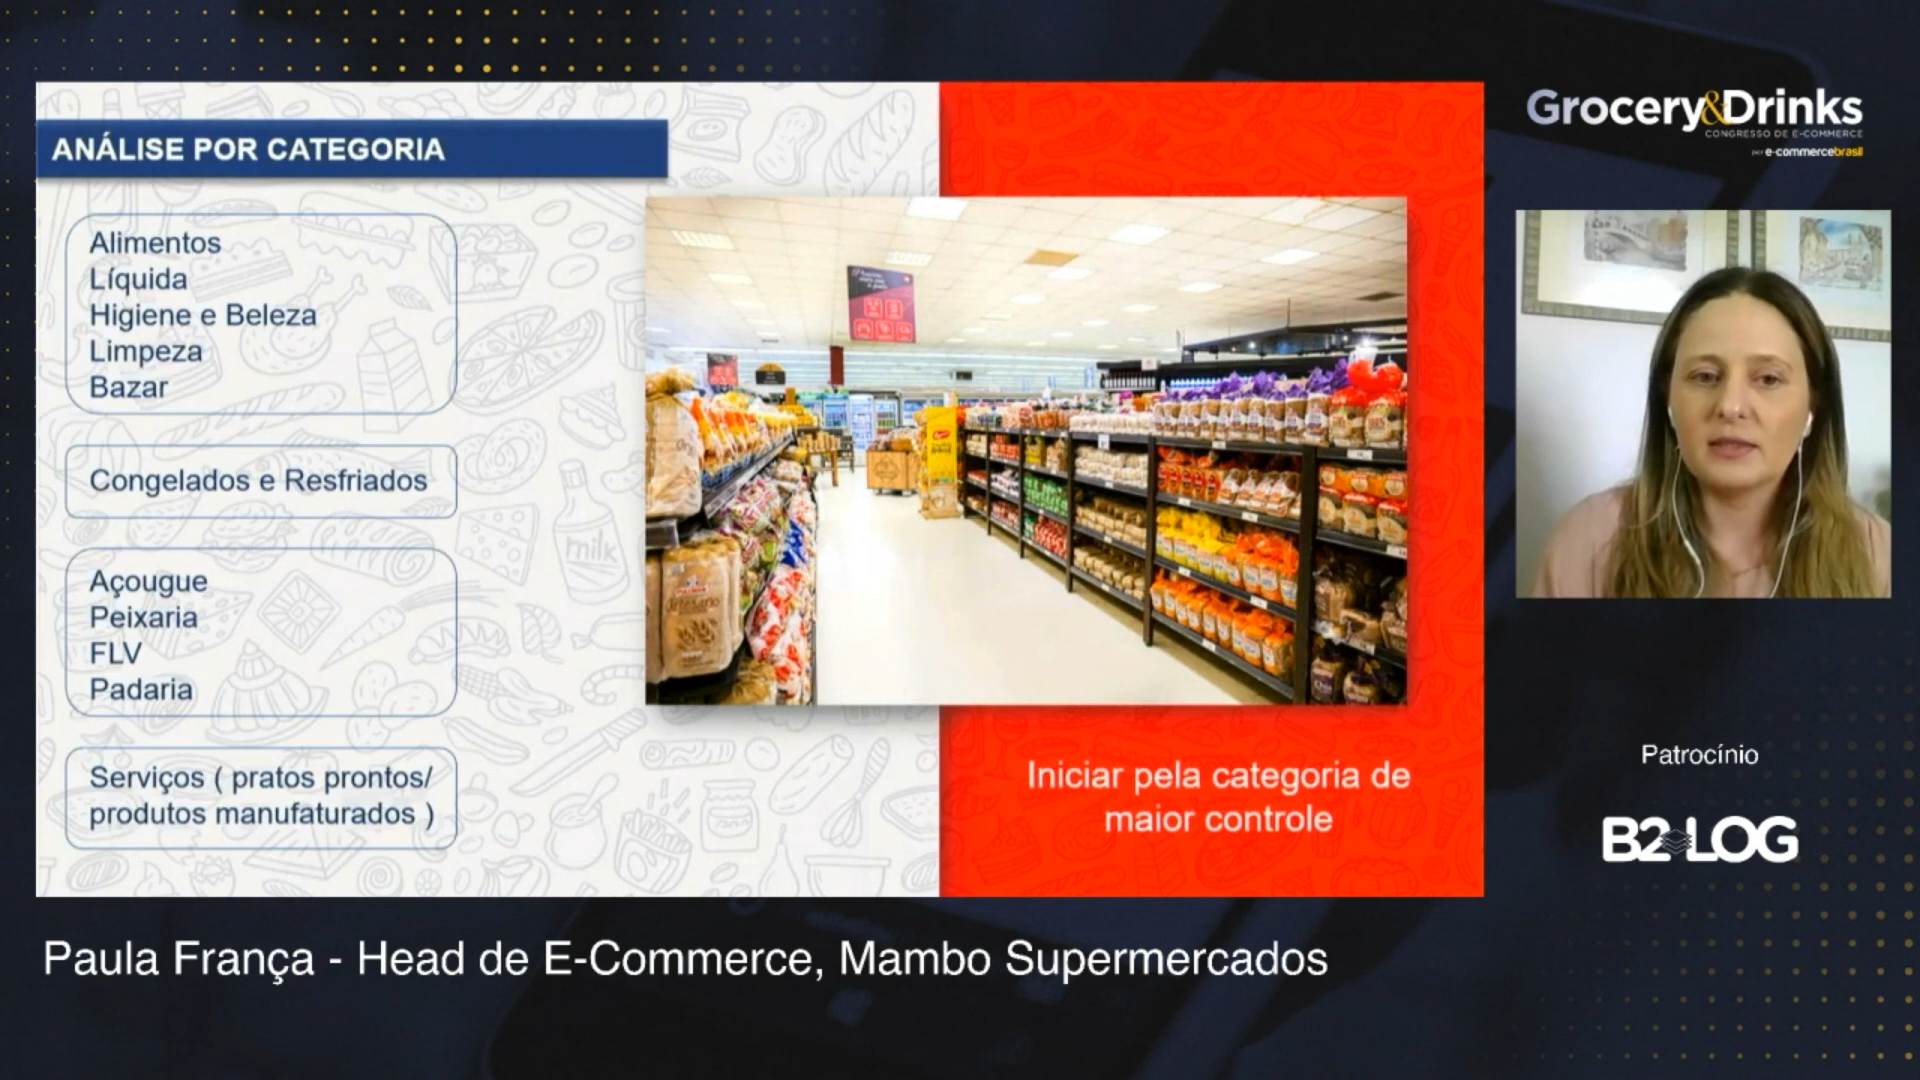 Grocery&Drinks
CONGRESSO DE E-COMMERCE
por e-commercebrasil
ANÁLISE POR CATEGORIA
Alimentos
Líquida
Higiene e Beleza
Limpeza
Bazar
Congelados e Resfriados
Açougue
Peixaria
FLV
Padaria
Serviços ( pratos prontos/
produtos manufaturados )
milk
Iniciar pela categoria de
maior controle
Patrocínio
B2LOG
Paula França - Head de E-Commerce, Mambo Supermercados